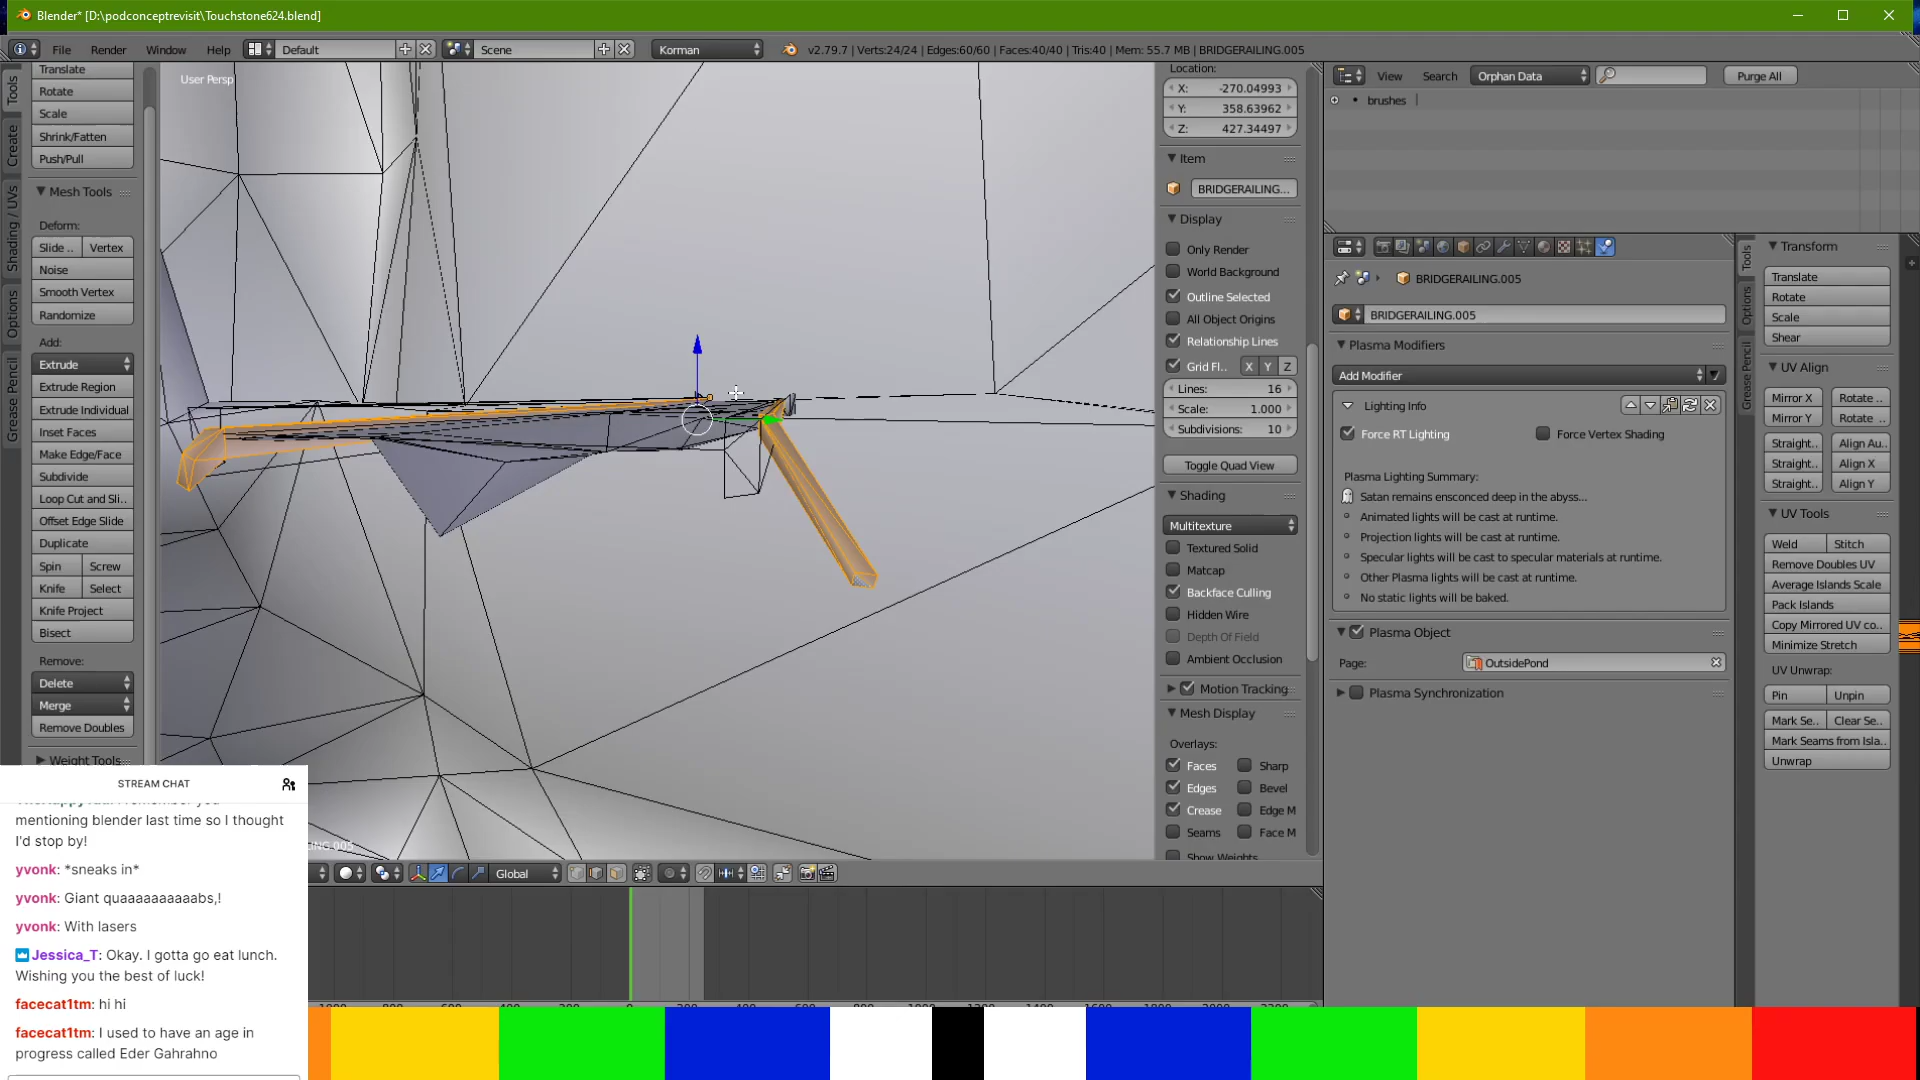 Blender* [D:\podconceptrevisit\Touchstone624.blend]
File Render Window Help Default Scene Korman v2.79.7 | Verts:24/24 | Edges:60/60 | Faces:40/40 | Tris:40 | Mem: 55.7 MB | BRIDGERAILING.005
Tools
Create
Shading / UVs
Options
Grease Pencil
Translate
Rotate
Scale
Shrink/Fatten
Push/Pull
Mesh Tools
Deform:
Slide .. Vertex
Noise
Smooth Vertex
Randomize
Add:
Extrude
Extrude Region
Extrude Individual
Inset Faces
Make Edge/Face
Subdivide
Loop Cut and Sli..
Offset Edge Slide
Duplicate
Spin Screw
Knife Select
Knife Project
Bisect
Remove:
Delete
Merge
Remove Doubles
Weight Tools
User Persp
Global
Location:
X: -270.04993
Y: 358.63962
Z: 427.34497
Item
BRIDGERAILING...
Display
Only Render
World Background
Outline Selected
All Object Origins
Relationship Lines
Grid Fl.. X Y Z
Lines: 16
Scale: 1.000
Subdivisions: 10
Toggle Quad View
Shading
Multitexture
Textured Solid
Matcap
Backface Culling
Hidden Wire
Depth Of Field
Ambient Occlusion
Motion Tracking
Mesh Display
Overlays:
Faces Sharp
Edges Bevel
Crease Edge M
Seams Face M
Show Weights
View Search Orphan Data Purge All
brushes
BRIDGERAILING.005
BRIDGERAILING.005
Plasma Modifiers
Add Modifier
Lighting Info
Force RT Lighting Force Vertex Shading
Plasma Lighting Summary:
Satan remains ensconced deep in the abyss...
Animated lights will be cast at runtime.
Projection lights will be cast at runtime.
Specular lights will be cast to specular materials at runtime.
Other Plasma lights will be cast at runtime.
No static lights will be baked.
Plasma Object
Page: OutsidePond
Plasma Synchronization
Tools
Options
Grease Pencil
Transform
Translate
Rotate
Scale
Shear
UV Align
Mirror X Rotate ..
Mirror Y Rotate ..
Straight.. Align Au..
Straight.. Align X
Straight.. Align Y
UV Tools
Weld Stitch
Remove Doubles UV
Average Islands Scale
Pack Islands
Copy Mirrored UV co..
Minimize Stretch
UV Unwrap:
Pin Unpin
Mark Se.. Clear Se..
Mark Seams from Isla..
Unwrap
STREAM CHAT
mentioning blender last time so I thought
I'd stop by!
yvonk: *sneaks in*
yvonk: Giant quaaaaaaaaaabs,!
yvonk: With lasers
Jessica_T: Okay. I gotta go eat lunch.
Wishing you the best of luck!
facecat1tm: hi hi
facecat1tm: I used to have an age in
progress called Eder Gahrahno